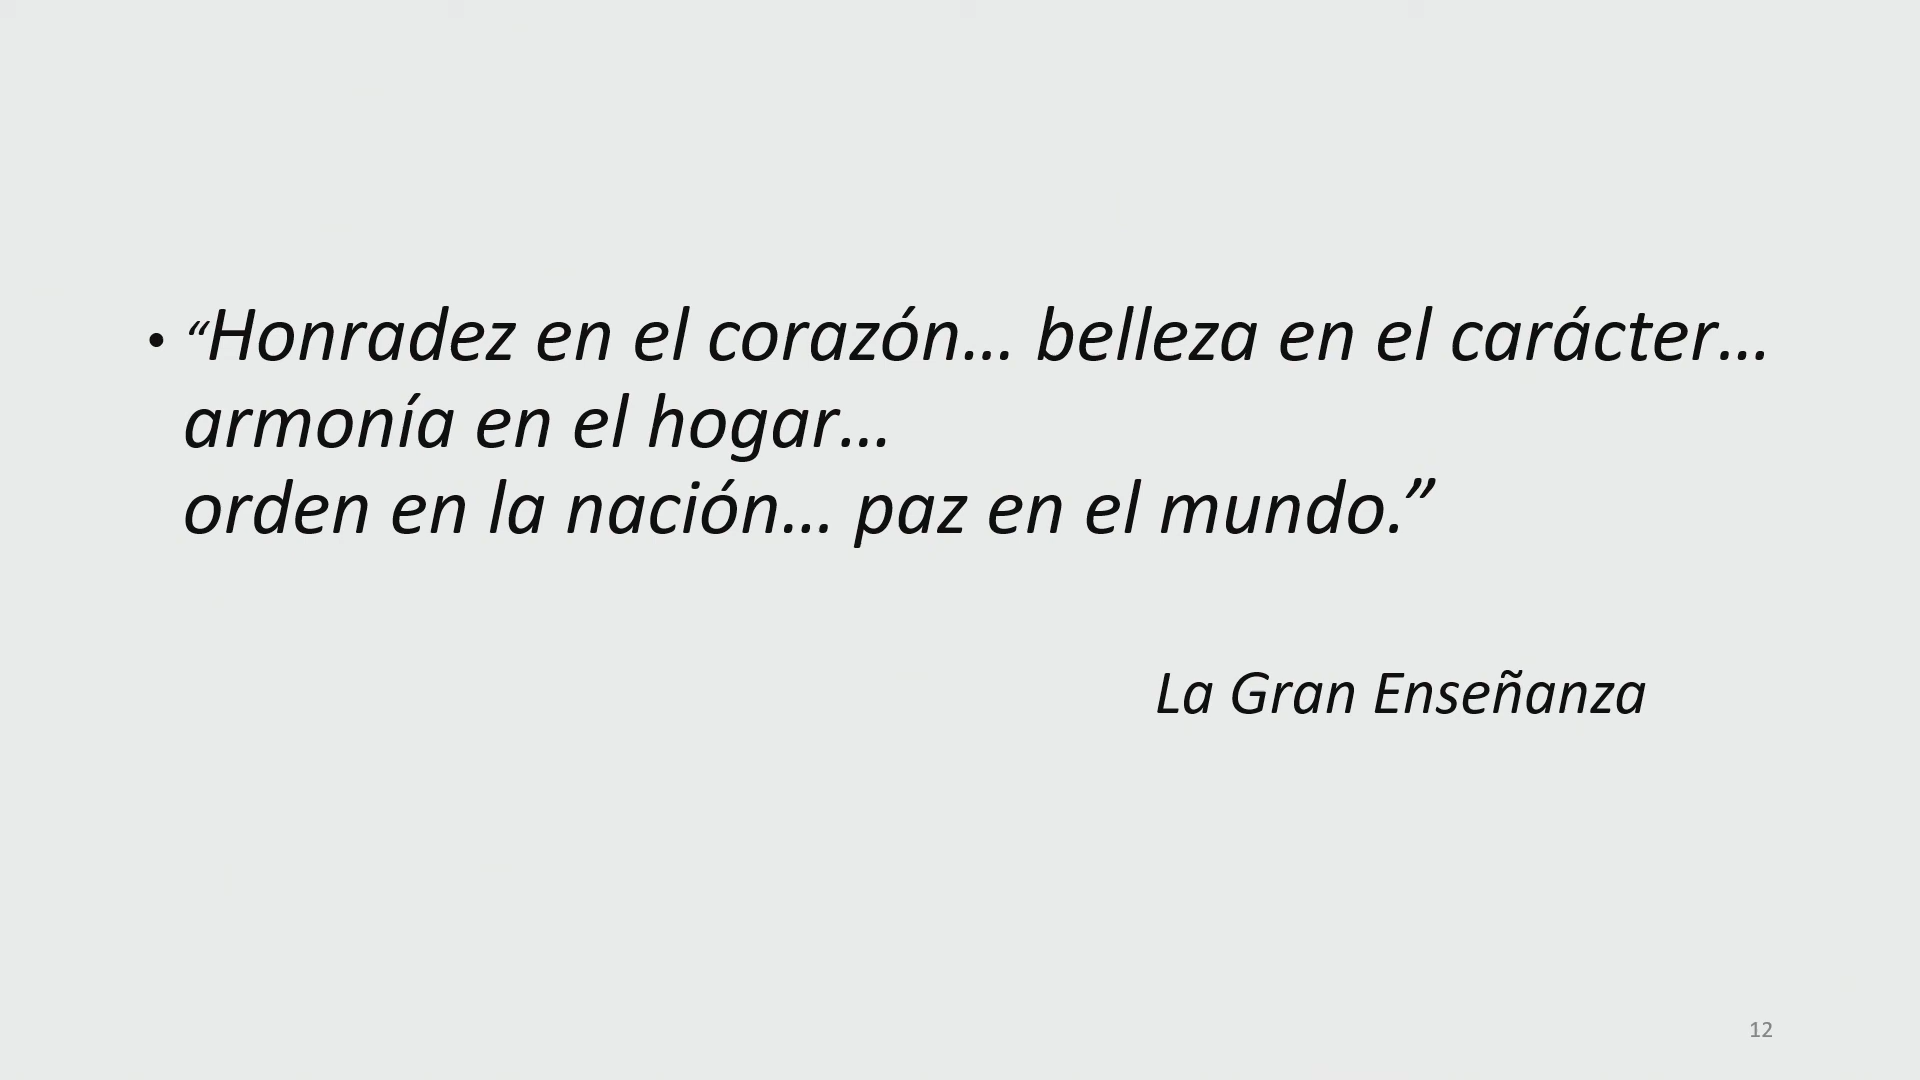 • “Honradez en el corazón… belleza en el carácter…
armonía en el hogar…
orden en la nación… paz en el mundo.”
La Gran Enseñanza
12